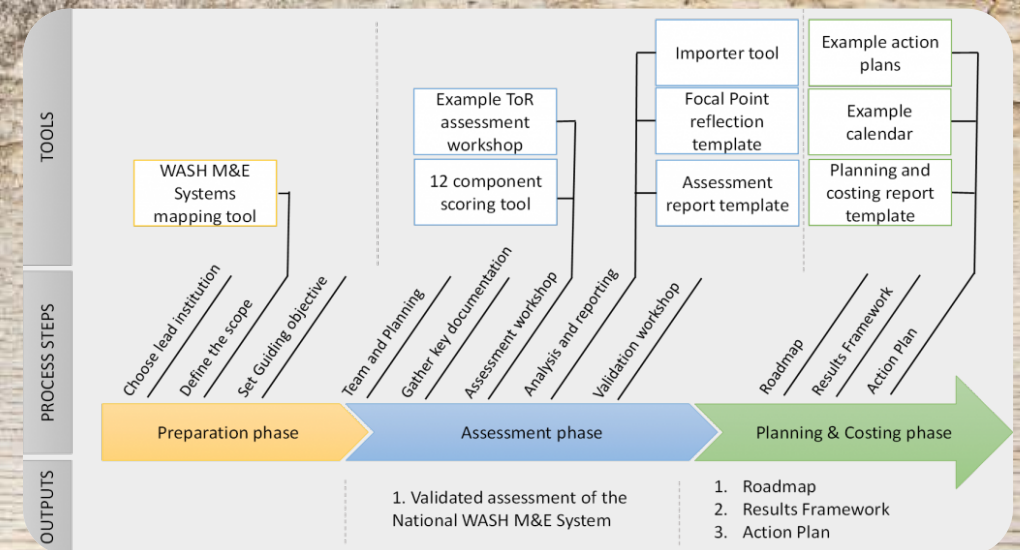 TOOLS
WASH M&E
Systems
mapping tool
Example ToR
assessment
workshop
12 component
scoring tool
Importer tool
Focal Point
reflection
template
Assessment
report template
Example action
plans
Example
calendar
Planning and
costing report
template
PROCESS STEPS
Choose lead institution
Define the scope
Set Guiding objective
Team and Planning
Gather key documentation
Assessment workshop
Analysis and reporting
Validation workshop
Roadmap
Results Framework
Action Plan
Preparation phase
Assessment phase
Planning & Costing phase
OUTPUTS
1. Validated assessment of the
National WASH M&E System
1. Roadmap
2. Results Framework
3. Action Plan